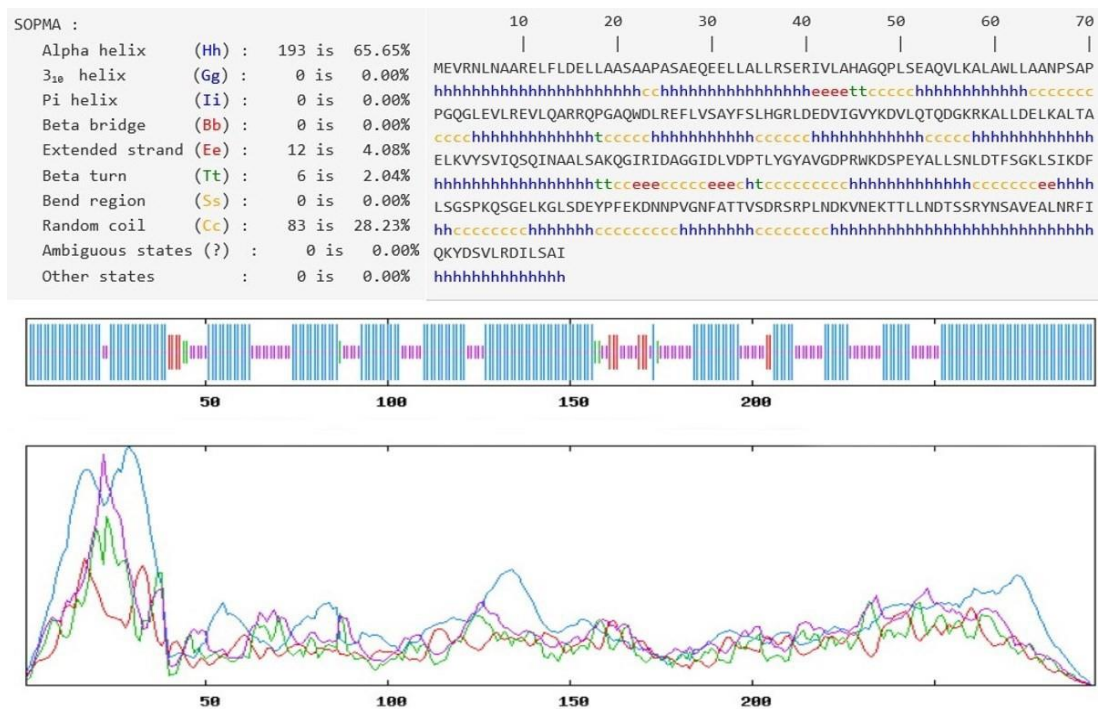 SOPMA :
Alpha helix (Hh) : 193 is 65.65%
3₁₀ helix (Gg) : 0 is 0.00%
Pi helix (Ii) : 0 is 0.00%
Beta bridge (Bb) : 0 is 0.00%
Extended strand (Ee) : 12 is 4.08%
Beta turn (Tt) : 6 is 2.04%
Bend region (Ss) : 0 is 0.00%
Random coil (Cc) : 83 is 28.23%
Ambiguous states (?) : 0 is 0.00%
Other states : 0 is 0.00%
10 20 30 40 50 60 70
| | | | | | |
MEVRNLNAARELFLDELLAASAAPASAEQEELLALLRSERIVLAHAGQPLSEAQVLKALAWLLAANPSAP
hhhhhhhhhhhhhhhhhhhhhhcchhhhhhhhhhhhhhhheeeettccccchhhhhhhhhhhhccccccc
PGQGLEVLREVLQARRQPGAQWDLREFLVSAYFSLHGRLDEDVIGVYKDVLQTQDGKRKALLDELKALTA
cccchhhhhhhhhhhhhtccccchhhhhhhhhhhhcccccchhhhhhhhhhhhccccchhhhhhhhhhhh
ELKVYSVIQSQINAALSAKQGIRIDAGGIDLVDPTLYGYAVGDPRWKDSPEYALLSNLDTFSGKLSIKDF
hhhhhhhhhhhhhhhhhttcceeeccccceeechtccccccccchhhhhhhhhhhhhccccccceehhhh
LSGSPKQSGELKGLSDEYPFEKDNNPVGNFATTVSDRSRPLNDKVNEKTTLLNDTSSRYNSAVEALNRFI
hhcccccccchhhhhhhccccccccchhhhhhhhcccccccchhhhhhhhhhhhhhhhhhhhhhhhhhhh
QKYDSVLRDILSAI
hhhhhhhhhhhhhh
50 100 150 200
50 100 150 200